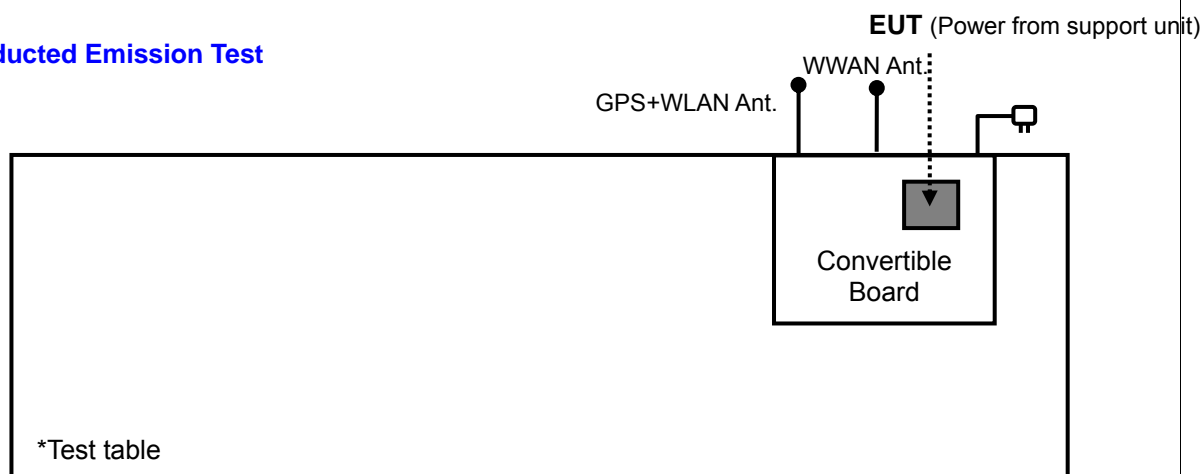 EUT (Power from support unit)
ducted Emission Test
WWAN Ant.
GPS+WLAN Ant.
Convertible
Board
*Test table